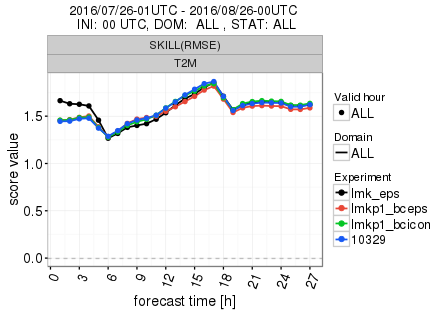 2016/07/26-01UTC - 2016/08/26-00UTC
INI: 00 UTC, DOM: ALL , STAT: ALL
SKILL(RMSE)
T2M
score value
1.5
1.0
0.5
0.0
0
3
6
9
12
15
18
21
24
27
forecast time [h]
Valid hour
ALL
Domain
ALL
Experiment
lmk_eps
lmkp1_bceps
lmkp1_bcicon
10329